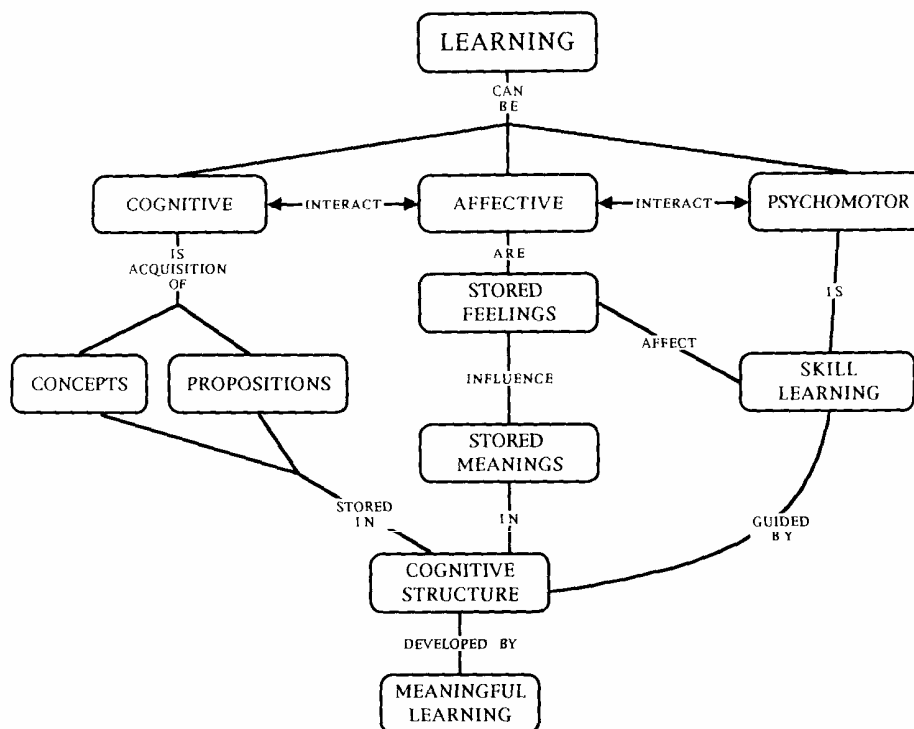 LEARNING
CAN
BE
COGNITIVE
INTERACT
AFFECTIVE
INTERACT
PSYCHOMOTOR
IS
ACQUISITION
OF
ARE
IS
STORED
FEELINGS
AFFECT
CONCEPTS
PROPOSITIONS
INFLUENCE
SKILL
LEARNING
STORED
MEANINGS
STORED
IN
IN
GUIDED
BY
COGNITIVE
STRUCTURE
DEVELOPED BY
MEANINGFUL
LEARNING